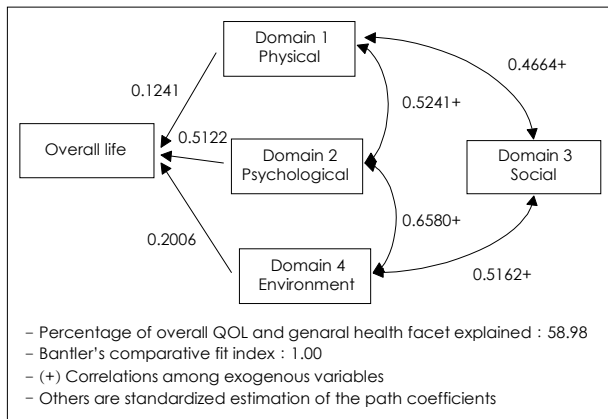 Domain 1
Physical
0.4664+
0.1241
0.5241+
0.5122
Overall life
Domain 2
Psychological
Domain 3
Social
0.6580+
0.2006
Domain 4
Environment
0.5162+
– Percentage of overall QOL and genaral health facet explained : 58.98
– Bantler's comparative fit index : 1.00
– (+) Correlations among exogenous variables
– Others are standardized estimation of the path coefficients